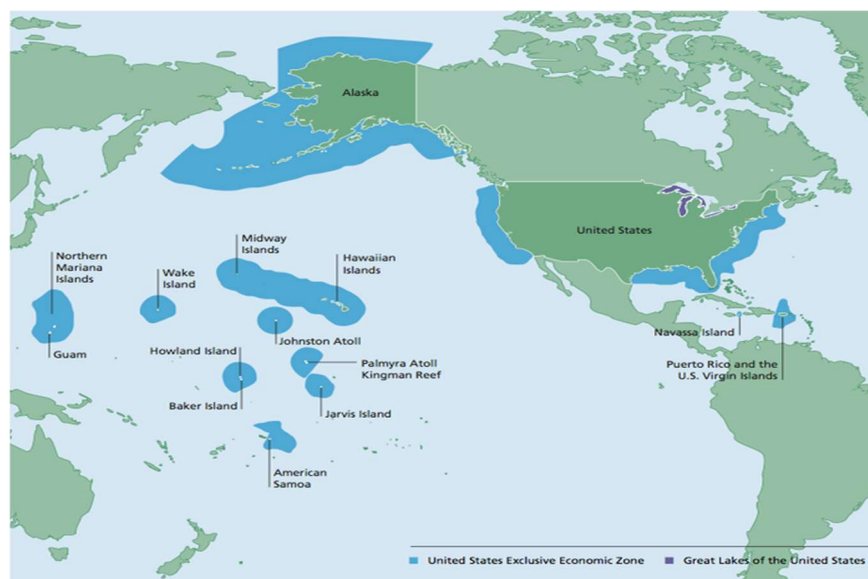 Alaska
United States
Midway
Islands
Hawaiian
Islands
Northern
Mariana
Islands
Wake
Island
Guam
Johnston Atoll
Howland Island
Palmyra Atoll
Kingman Reef
Baker Island
Jarvis Island
American
Samoa
Navassa Island
Puerto Rico and the
U.S. Virgin Islands
United States Exclusive Economic Zone
Great Lakes of the United States